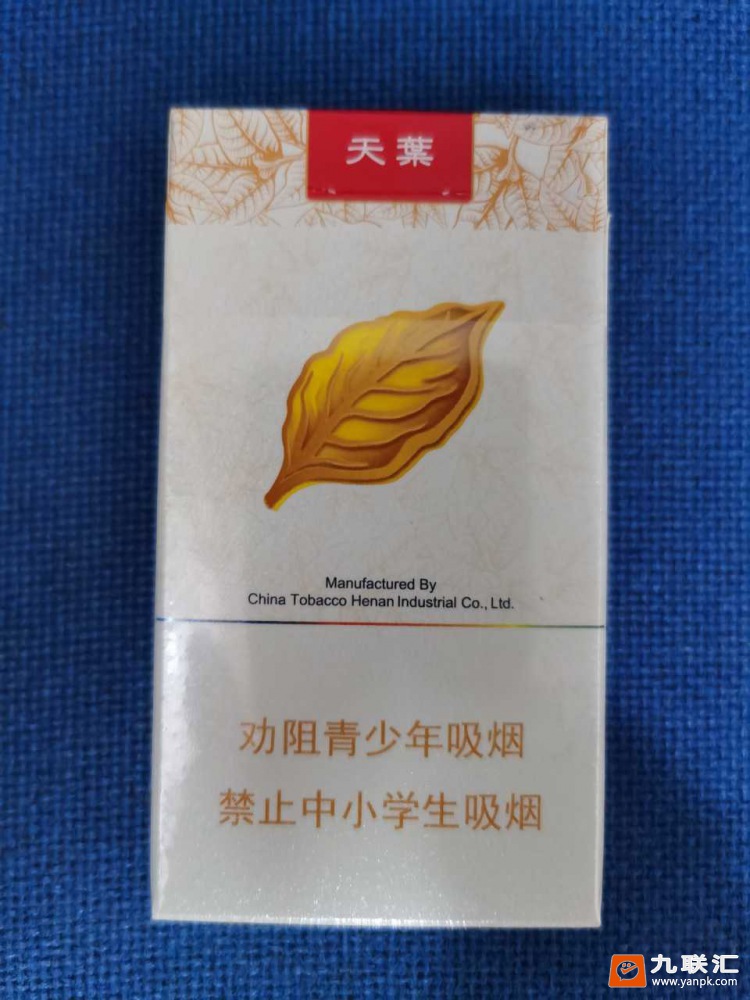 天葉
Manufactured By
China Tobacco Henan Industrial Co., Ltd.
劝阻青少年吸烟
禁止中小学生吸烟
九联汇
www.yanpk.com